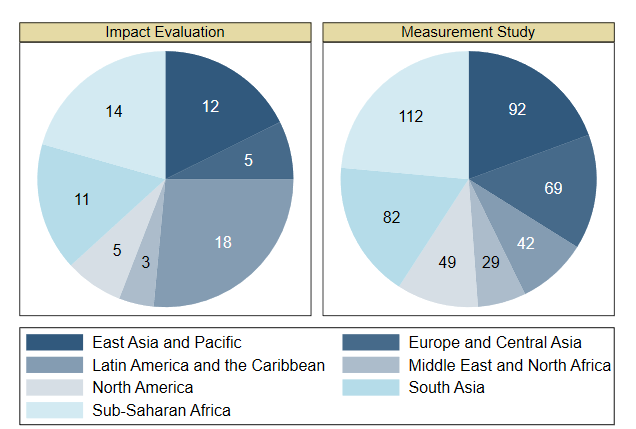 Impact Evaluation
12
5
18
3
5
11
14
Measurement Study
92
69
42
29
49
82
112
East Asia and Pacific
Europe and Central Asia
Latin America and the Caribbean
Middle East and North Africa
North America
South Asia
Sub-Saharan Africa